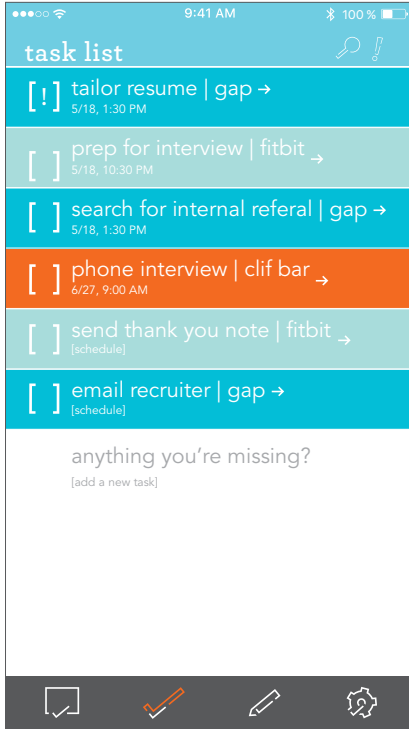 9:41 AM
100 %
task list
[!] tailor resume | gap →
5/18, 1:30 PM
[ ] prep for interview | fitbit →
5/18, 10:30 PM
[ ] search for internal referal | gap →
5/18, 1:30 PM
[ ] phone interview | clif bar →
6/27, 9:00 AM
[ ] send thank you note | fitbit →
[schedule]
[ ] email recruiter | gap →
[schedule]
anything you’re missing?
[add a new task]